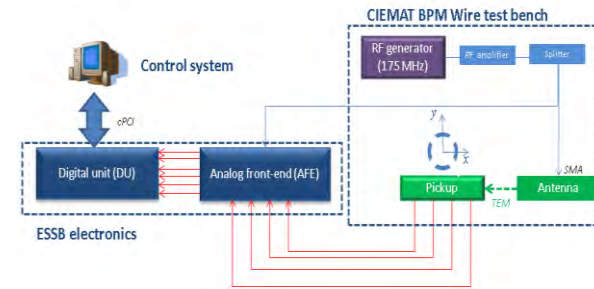 CIEMAT BPM Wire test bench
RF generator
(175 MHz)
RF amplifier
Splitter
Control system
cPCI
y
x
SMA
Digital unit (DU)
Analog front-end (AFE)
Pickup
Antenna
TEM
ESSB electronics